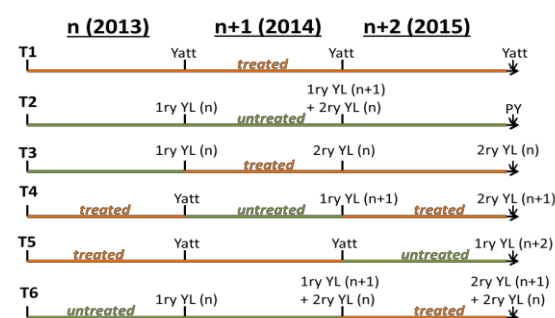 n (2013) n+1 (2014) n+2 (2015)
T1 Yatt Yatt Yatt
treated
T2 1ry YL (n) 1ry YL (n+1)
+ 2ry YL (n) PY
untreated
T3 1ry YL (n) 2ry YL (n) 2ry YL (n)
treated
T4 Yatt 1ry YL (n+1) 2ry YL (n+1)
treated untreated treated
T5 Yatt Yatt 1ry YL (n+2)
treated untreated
T6 1ry YL (n) 1ry YL (n+1)
+ 2ry YL (n) 2ry YL (n+1)
+ 2ry YL (n)
untreated treated